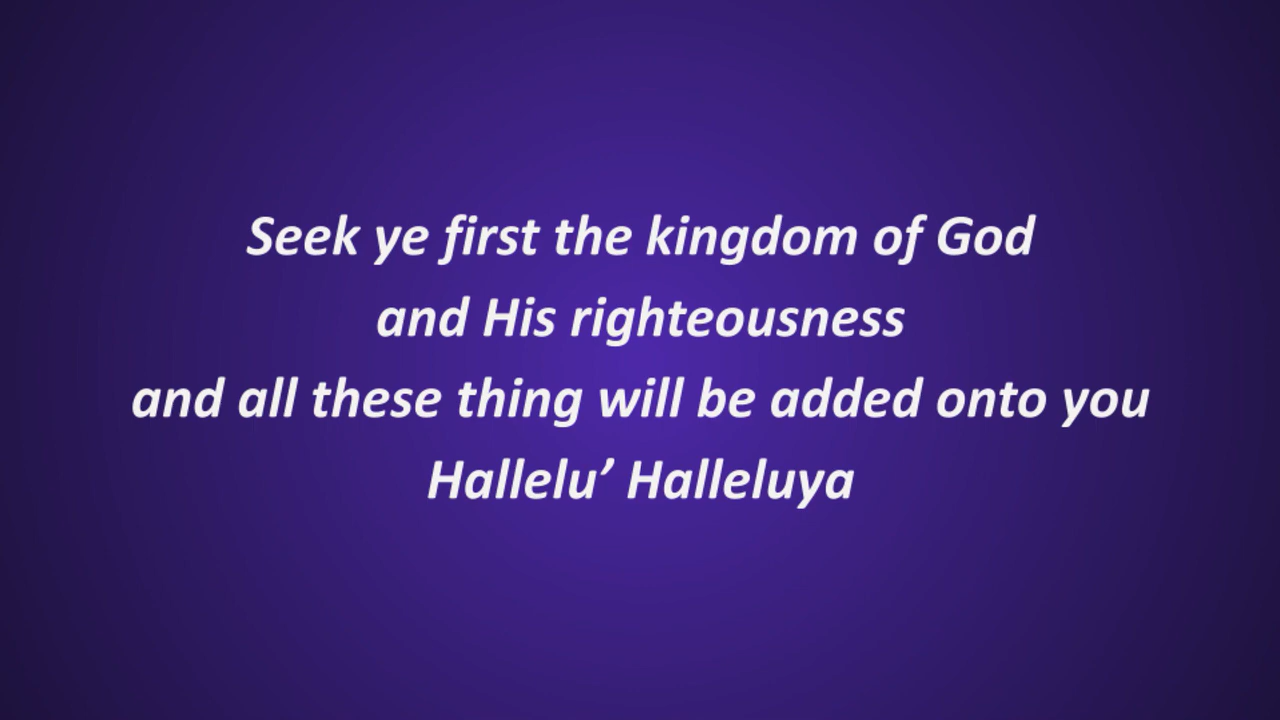 Seek ye first the kingdom of God
and His righteousness
and all these thing will be added onto you
Hallelu’ Halleluya